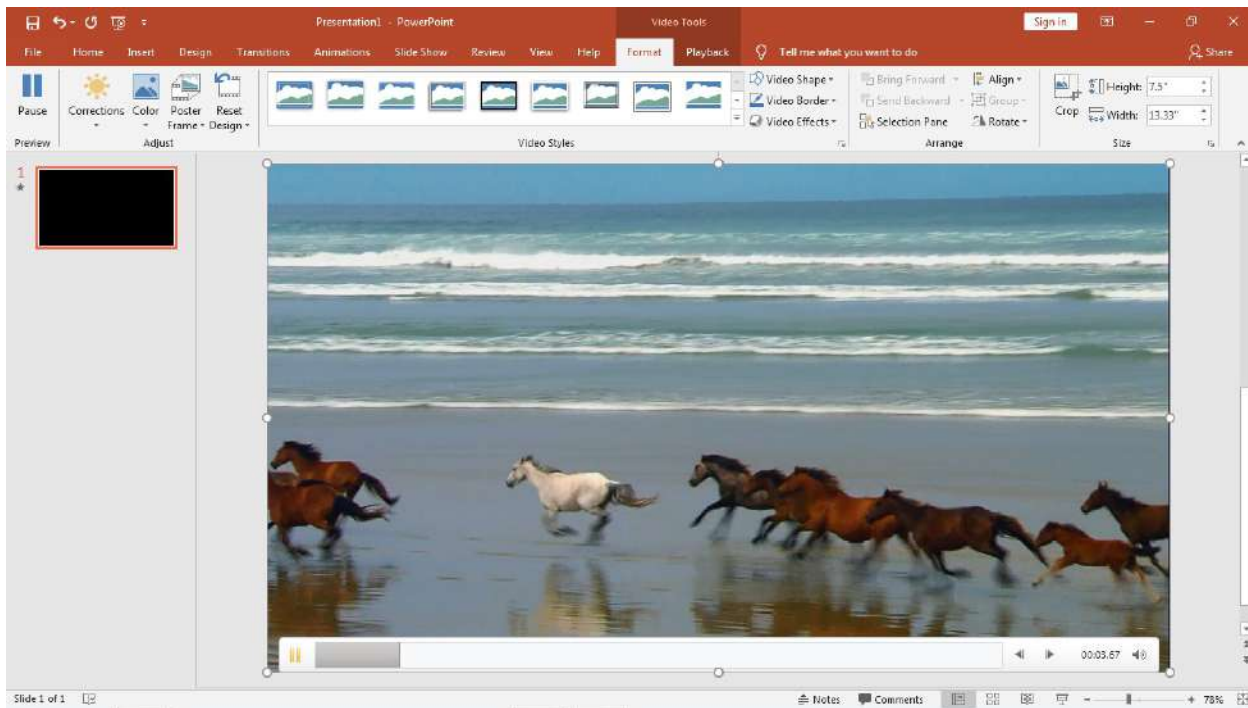 Presentation1 - PowerPoint
Video Tools
Sign in
File Home Insert Design Transitions Animations Slide Show Review View Help Format Playback Tell me what you want to do Share
Pause
Corrections
Color
Poster Frame
Reset Design
Video Shape
Video Border
Video Effects
Bring Forward
Send Backward
Selection Pane
Align
Group
Rotate
Crop
Height: 7.5"
Width: 13.33"
Preview Adjust Video Styles Arrange Size
1
00:03.67
Slide 1 of 1
Notes Comments 78%